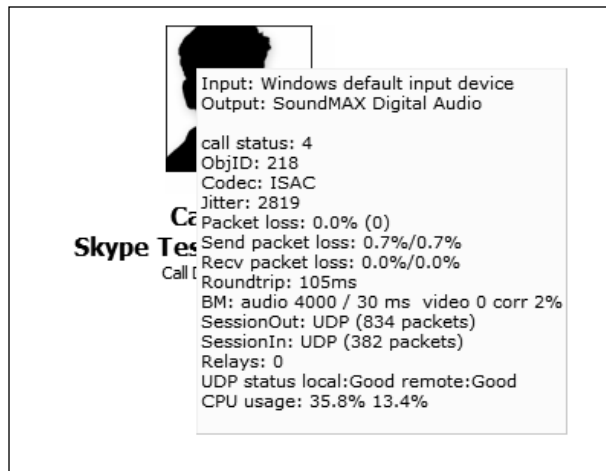 Input: Windows default input device
Output: SoundMAX Digital Audio
call status: 4
ObjID: 218
Codec: ISAC
Jitter: 2819
Packet loss: 0.0% (0)
Send packet loss: 0.7%/0.7%
Recv packet loss: 0.0%/0.0%
Roundtrip: 105ms
BM: audio 4000 / 30 ms video 0 corr 2%
SessionOut: UDP (834 packets)
SessionIn: UDP (382 packets)
Relays: 0
UDP status local:Good remote:Good
CPU usage: 35.8% 13.4%
Skype
Call